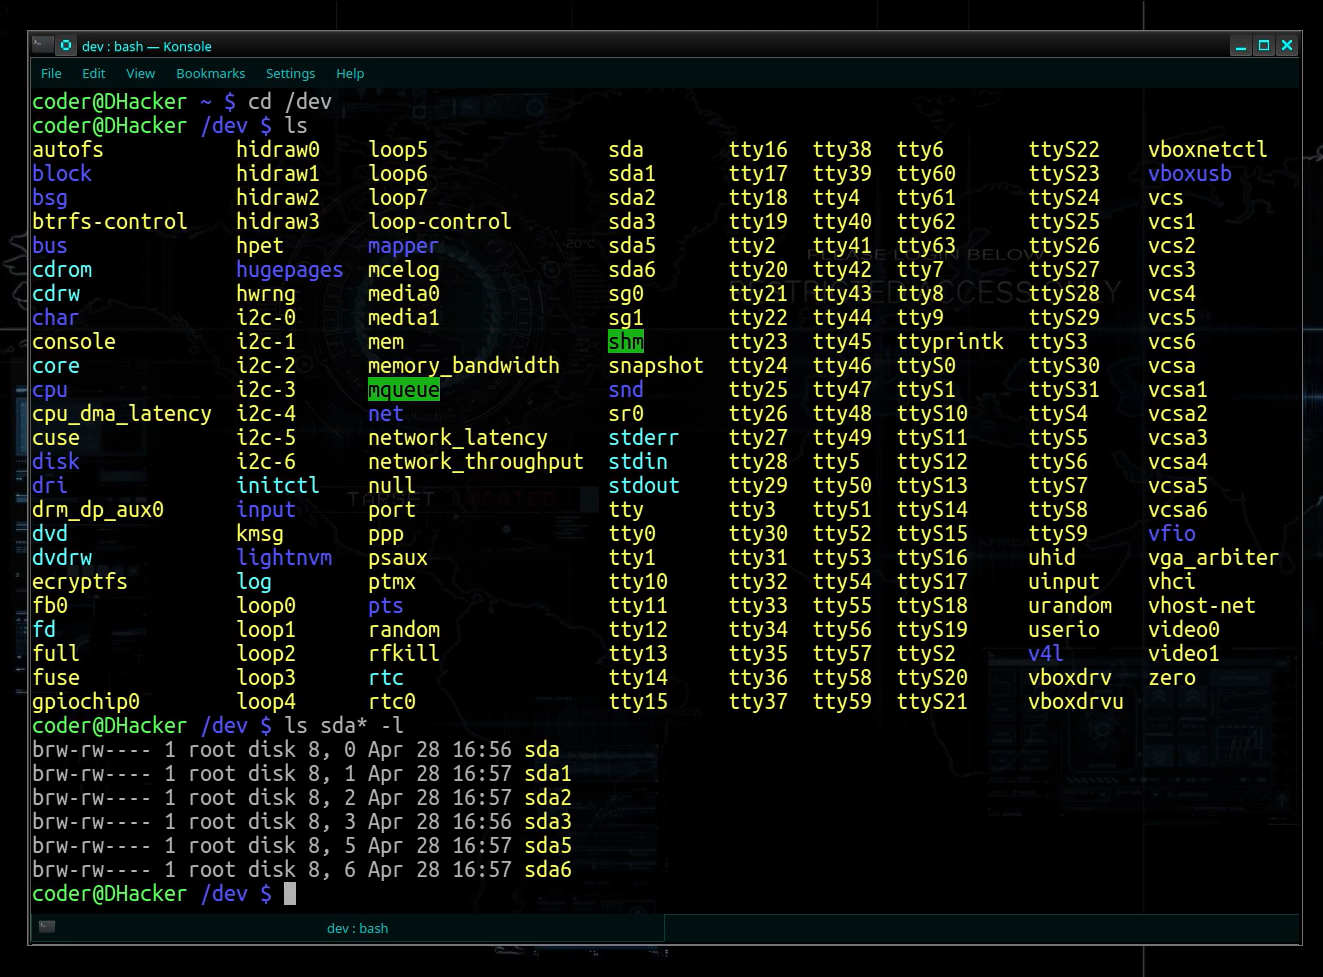 dev : bash — Konsole
File Edit View Bookmarks Settings Help
coder@DHacker ~ $ cd /dev
coder@DHacker /dev $ ls
autofs hidraw0 loop5 sda tty16 tty38 tty6 ttyS22 vboxnetctl
block hidraw1 loop6 sda1 tty17 tty39 tty60 ttyS23 vboxusb
bsg hidraw2 loop7 sda2 tty18 tty4 tty61 ttyS24 vcs
btrfs-control hidraw3 loop-control sda3 tty19 tty40 tty62 ttyS25 vcs1
bus hpet mapper sda5 tty2 tty41 tty63 ttyS26 vcs2
cdrom hugepages mcelog sda6 tty20 tty42 tty7 ttyS27 vcs3
cdrw hwrng media0 sg0 tty21 tty43 tty8 ttyS28 vcs4
char i2c-0 media1 sg1 tty22 tty44 tty9 ttyS29 vcs5
console i2c-1 mem shm tty23 tty45 ttyprintk ttyS3 vcs6
core i2c-2 memory_bandwidth snapshot tty24 tty46 ttyS0 ttyS30 vcsa
cpu i2c-3 mqueue snd tty25 tty47 ttyS1 ttyS31 vcsa1
cpu_dma_latency i2c-4 net sr0 tty26 tty48 ttyS10 ttyS4 vcsa2
cuse i2c-5 network_latency stderr tty27 tty49 ttyS11 ttyS5 vcsa3
disk i2c-6 network_throughput stdin tty28 tty5 ttyS12 ttyS6 vcsa4
dri initctl null stdout tty29 tty50 ttyS13 ttyS7 vcsa5
drm_dp_aux0 input port tty tty3 tty51 ttyS14 ttyS8 vcsa6
dvd kmsg ppp tty0 tty30 tty52 ttyS15 ttyS9 vfio
dvdrw lightnvm psaux tty1 tty31 tty53 ttyS16 uhid vga_arbiter
ecryptfs log ptmx tty10 tty32 tty54 ttyS17 uinput vhci
fb0 loop0 pts tty11 tty33 tty55 ttyS18 urandom vhost-net
fd loop1 random tty12 tty34 tty56 ttyS19 userio video0
full loop2 rfkill tty13 tty35 tty57 ttyS2 v4l video1
fuse loop3 rtc tty14 tty36 tty58 ttyS20 vboxdrv zero
gpiochip0 loop4 rtc0 tty15 tty37 tty59 ttyS21 vboxdrvu
coder@DHacker /dev $ ls sda* -l
brw-rw---- 1 root disk 8, 0 Apr 28 16:56 sda
brw-rw---- 1 root disk 8, 1 Apr 28 16:57 sda1
brw-rw---- 1 root disk 8, 2 Apr 28 16:57 sda2
brw-rw---- 1 root disk 8, 3 Apr 28 16:56 sda3
brw-rw---- 1 root disk 8, 5 Apr 28 16:57 sda5
brw-rw---- 1 root disk 8, 6 Apr 28 16:57 sda6
coder@DHacker /dev $
dev : bash